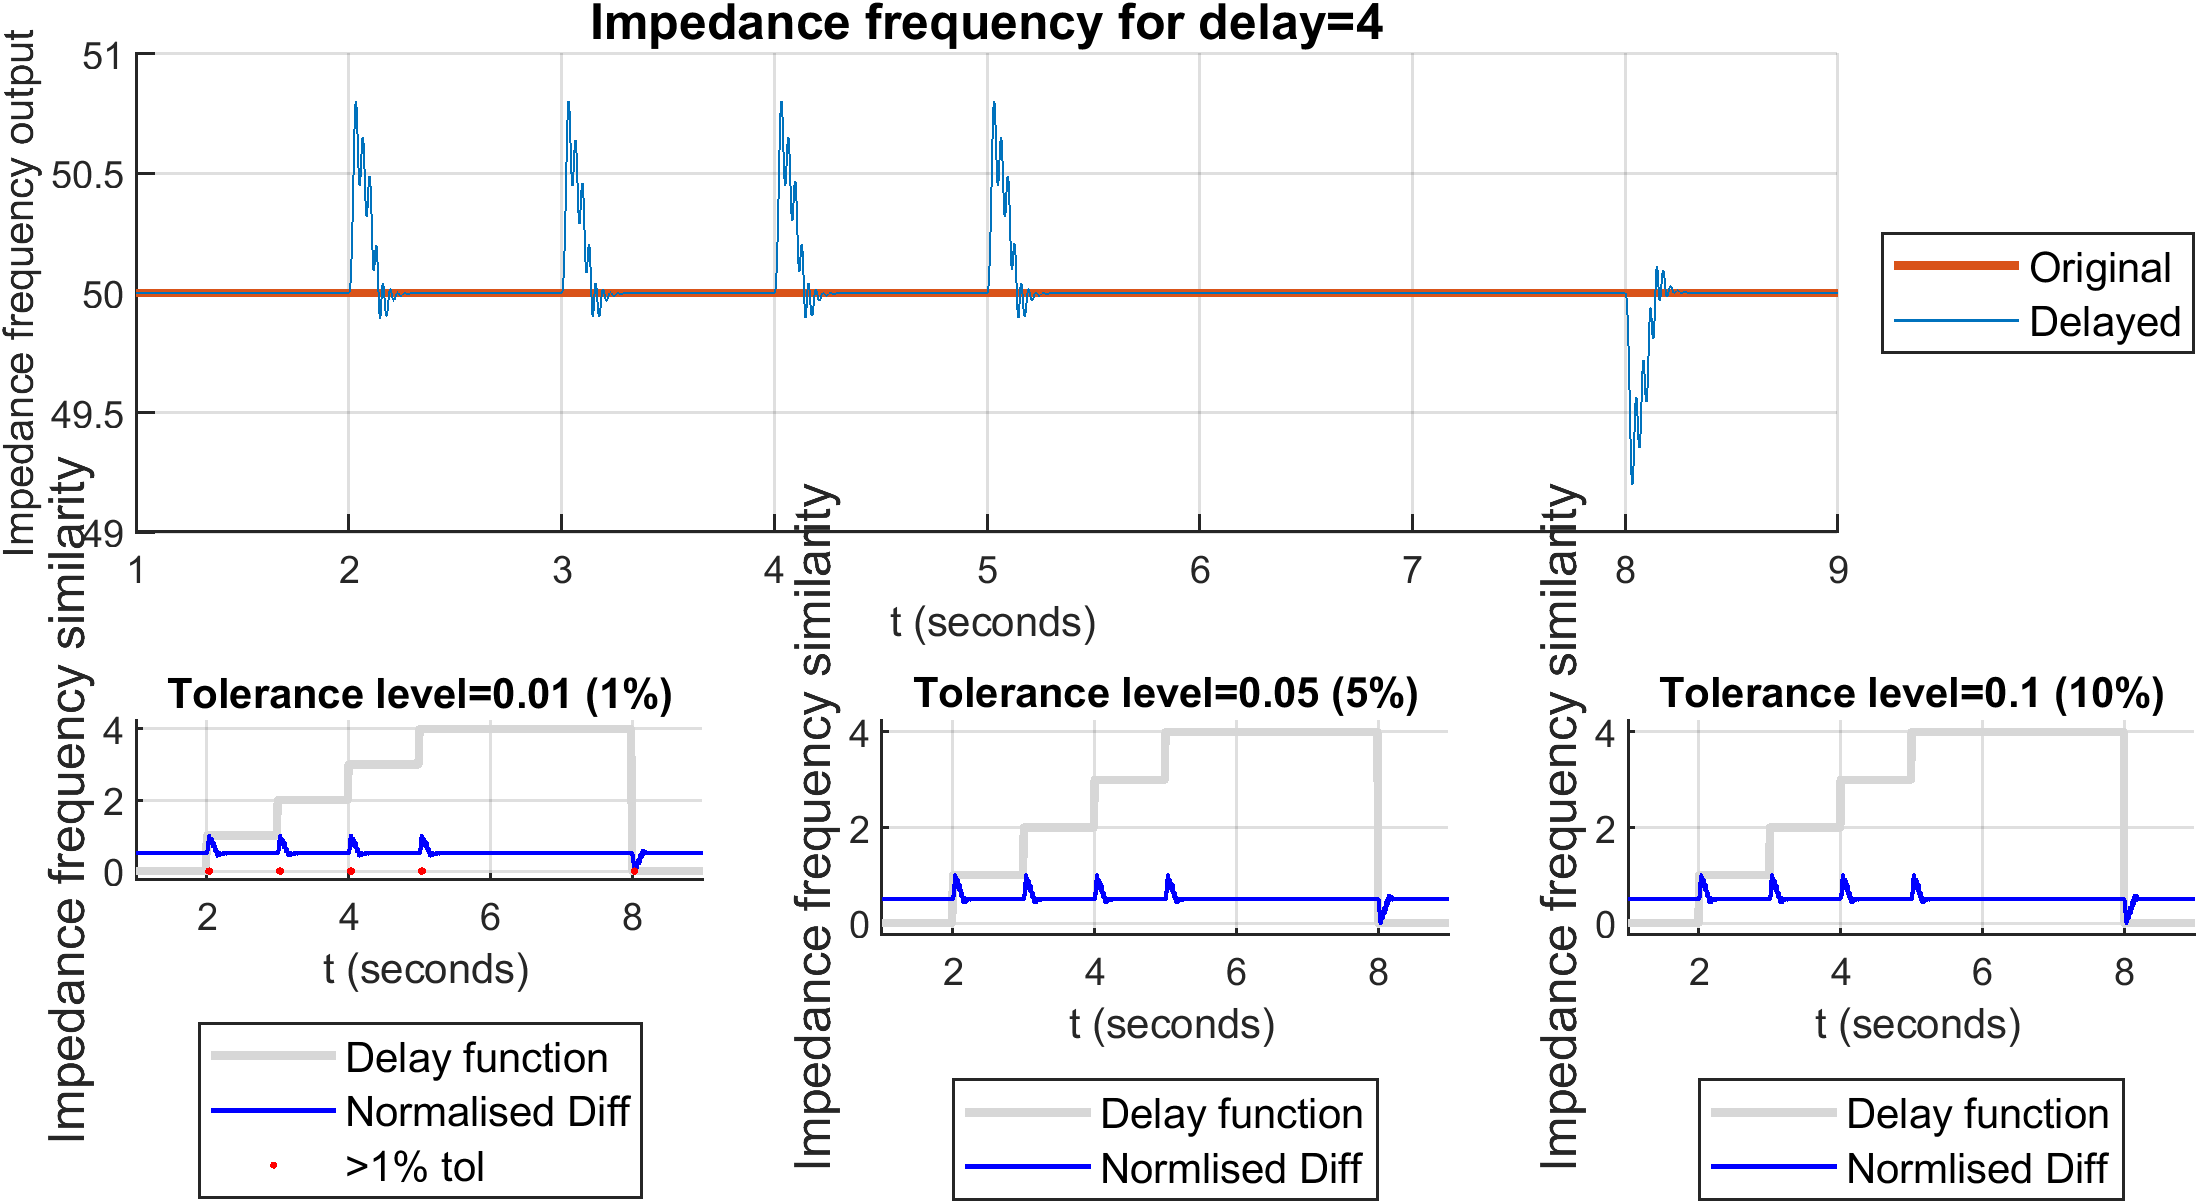 Impedance frequency for delay=4
Impedance frequency output
51
50.5
50
49.5
49
1 2 3 4 5 6 7 8 9
t (seconds)
Original
Delayed
Tolerance level=0.01 (1%)
Impedance frequency similarity
4
2
0
2 4 6 8
t (seconds)
Delay function
Normalised Diff
>1% tol
Tolerance level=0.05 (5%)
Impedance frequency similarity
4
2
0
2 4 6 8
t (seconds)
Delay function
Normlised Diff
Tolerance level=0.1 (10%)
Impedance frequency similarity
4
2
0
2 4 6 8
t (seconds)
Delay function
Normlised Diff